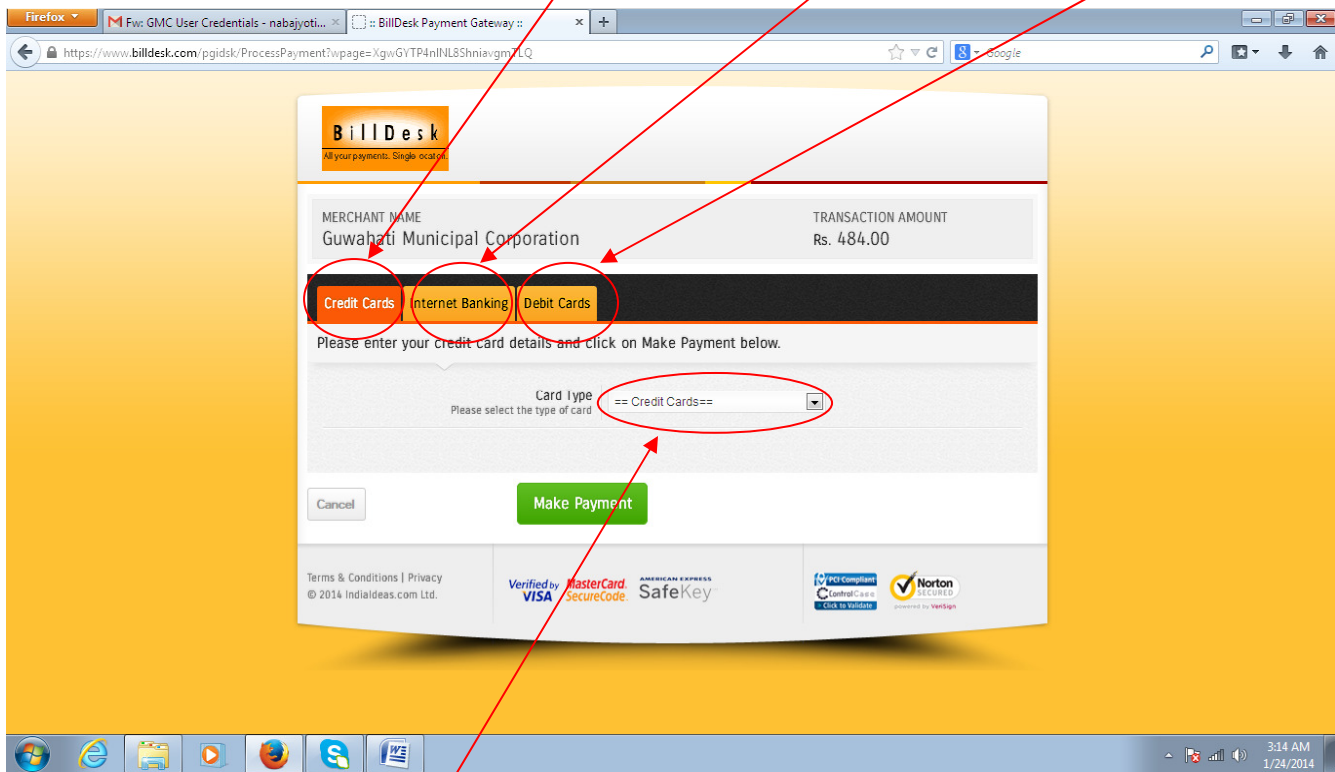 Firefox
Fw: GMC User Credentials - nabajyoti...
:: BillDesk Payment Gateway ::
https://www.billdesk.com/pgidsk/ProcessPayment?wpage=
Google
BillDesk
All your payments. Single
MERCHANT NAME
TRANSACTION AMOUNT
Guwahati Municipal Corporation
Rs. 484.00
Credit Cards
Internet Banking
Debit Cards
Please enter your credit card details and click on Make Payment below.
Card Type
Please select the type of card
== Credit Cards==
Cancel
Make Payment
Terms & Conditions | Privacy
© 2014 IndiaIdeas.com Ltd.
Verified by
VISA
MasterCard.
SecureCode.
AMERICAN EXPRESS
SafeKey
PCI Compliant
ControlCase
Click to Validate
Norton
SECURED
powered by VeriSign
3:14 AM
1/24/2014